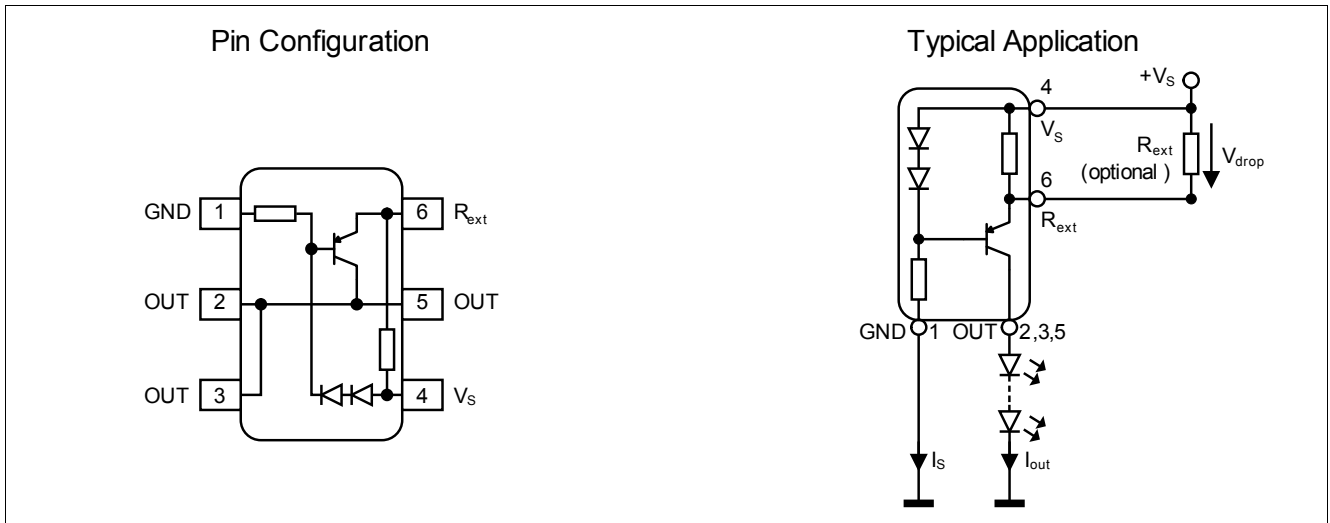 Pin Configuration
GND 1
6 Rext
OUT 2
5 OUT
OUT 3
4 VS
Typical Application
+VS
4
VS
Rext
(optional )
Vdrop
6
Rext
GND 1 OUT 2,3,5
IS
Iout